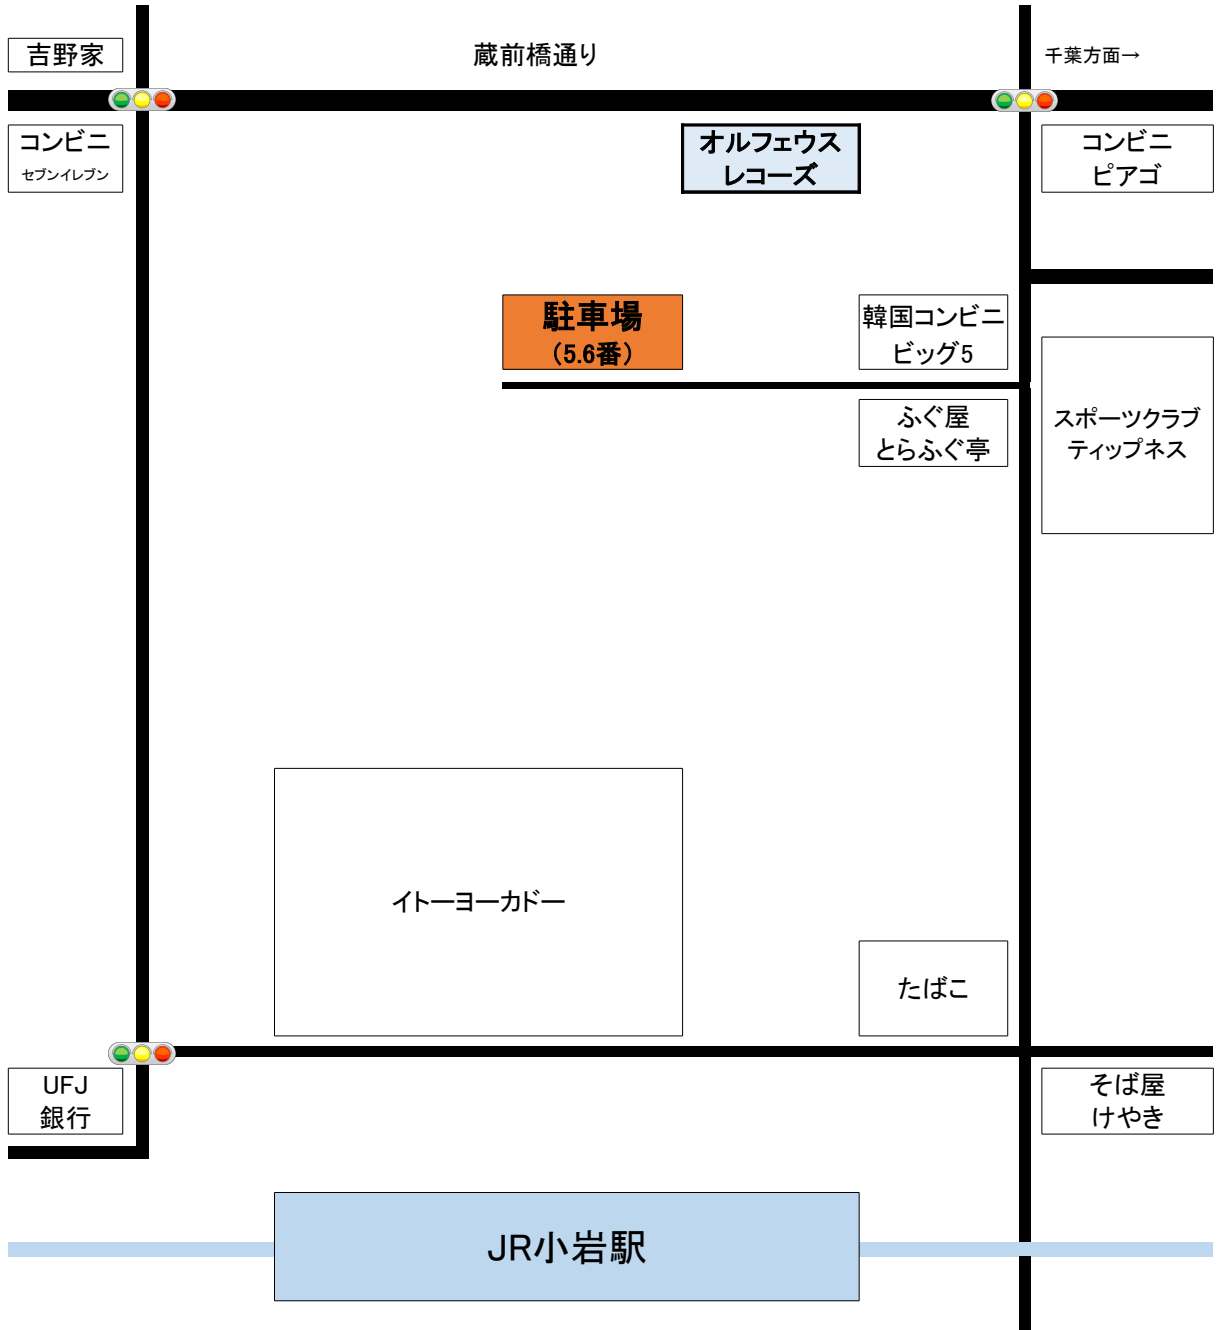 吉野家
蔵前橋通り
千葉方面→
コンビニ
セブンイレブン
オルフェウス
レコーズ
コンビニ
ピアゴ
駐車場
(5.6番)
韓国コンビニ
ビッグ5
ふぐ屋
とらふぐ亭
スポーツクラブ
ティップネス
イトーヨーカドー
たばこ
UFJ
銀行
そば屋
けやき
JR小岩駅